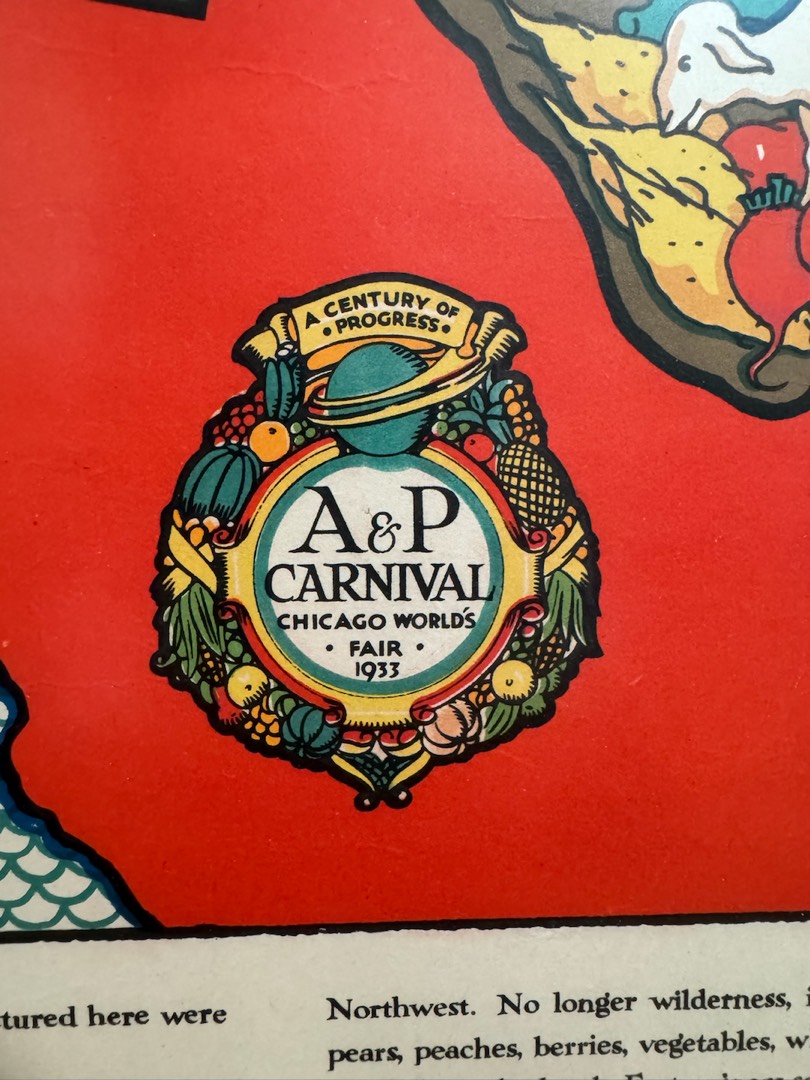 A CENTURY OF
• PROGRESS •
A & P
CARNIVAL
CHICAGO WORLD'S
• FAIR •
1933
tured here were
Northwest. No longer wilderness,
pears, peaches, berries, vegetables,